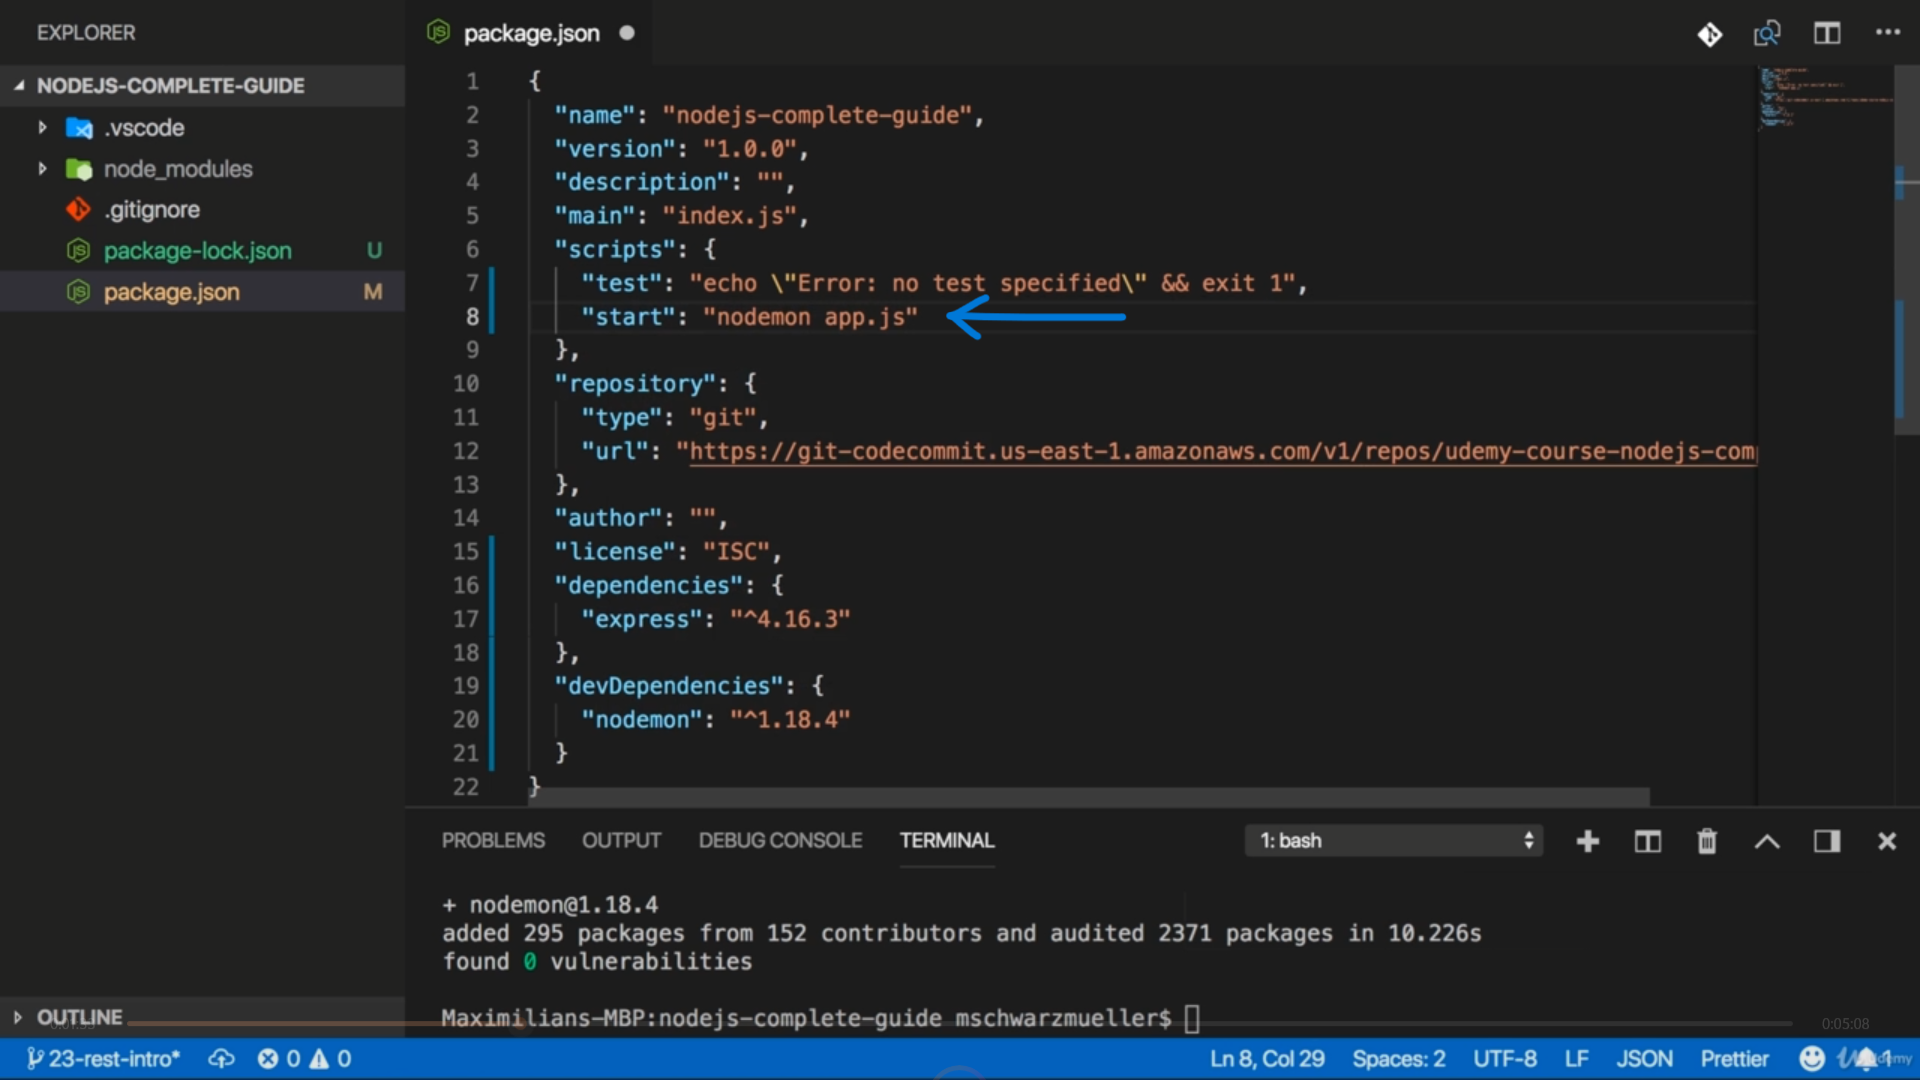 EXPLORER
NODEJS-COMPLETE-GUIDE
.vscode
node_modules
.gitignore
package-lock.json U
package.json M
OUTLINE
package.json
1 {
2 "name": "nodejs-complete-guide",
3 "version": "1.0.0",
4 "description": "",
5 "main": "index.js",
6 "scripts": {
7 "test": "echo \"Error: no test specified\" && exit 1",
8 "start": "nodemon app.js"
9 },
10 "repository": {
11 "type": "git",
12 "url": "https://git-codecommit.us-east-1.amazonaws.com/v1/repos/udemy-course-nodejs-com
13 },
14 "author": "",
15 "license": "ISC",
16 "dependencies": {
17 "express": "^4.16.3"
18 },
19 "devDependencies": {
20 "nodemon": "^1.18.4"
21 }
22 }
PROBLEMS OUTPUT DEBUG CONSOLE TERMINAL 1: bash
+ nodemon@1.18.4
added 295 packages from 152 contributors and audited 2371 packages in 10.226s
found 0 vulnerabilities
Maximilians-MBP:nodejs-complete-guide mschwarzmueller$
0:05:08
23-rest-intro* 0 0 Ln 8, Col 29 Spaces: 2 UTF-8 LF JSON Prettier 1